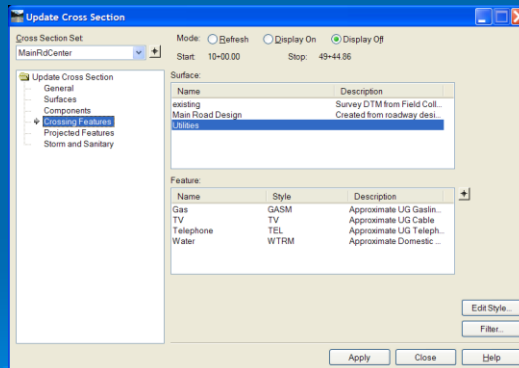 Update Cross Section
Cross Section Set:
MainRdCenter
Mode: Refresh Display On Display Off
Start: 10+00.00 Stop: 49+44.86
Update Cross Section
General
Surfaces
Components
Crossing Features
Projected Features
Storm and Sanitary
Surface:
Name Description
existing Survey DTM from Field Coll...
Main Road Design Created from roadway desi...
Utilities
Feature:
Name Style Description
Gas GASM Approximate UG Gaslin...
TV TV Approximate UG Cable
Telephone TEL Approximate UG Teleph...
Water WTRM Approximate Domestic ...
Edit Style...
Filter...
Apply Close Help